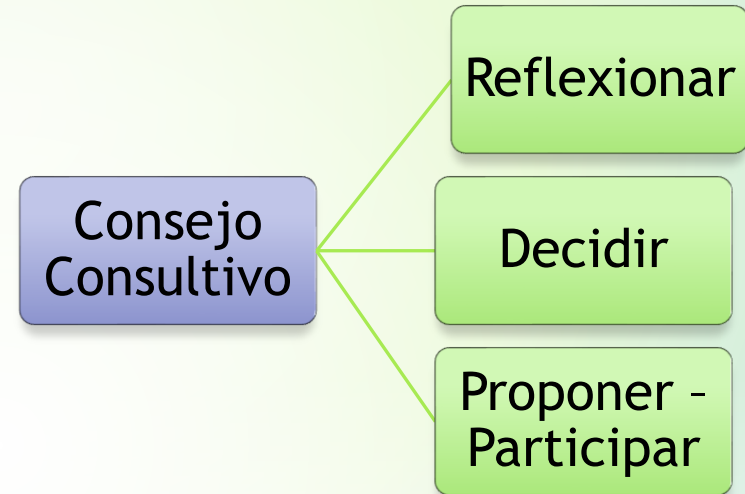 Reflexionar
Consejo
Consultivo
Decidir
Proponer –
Participar